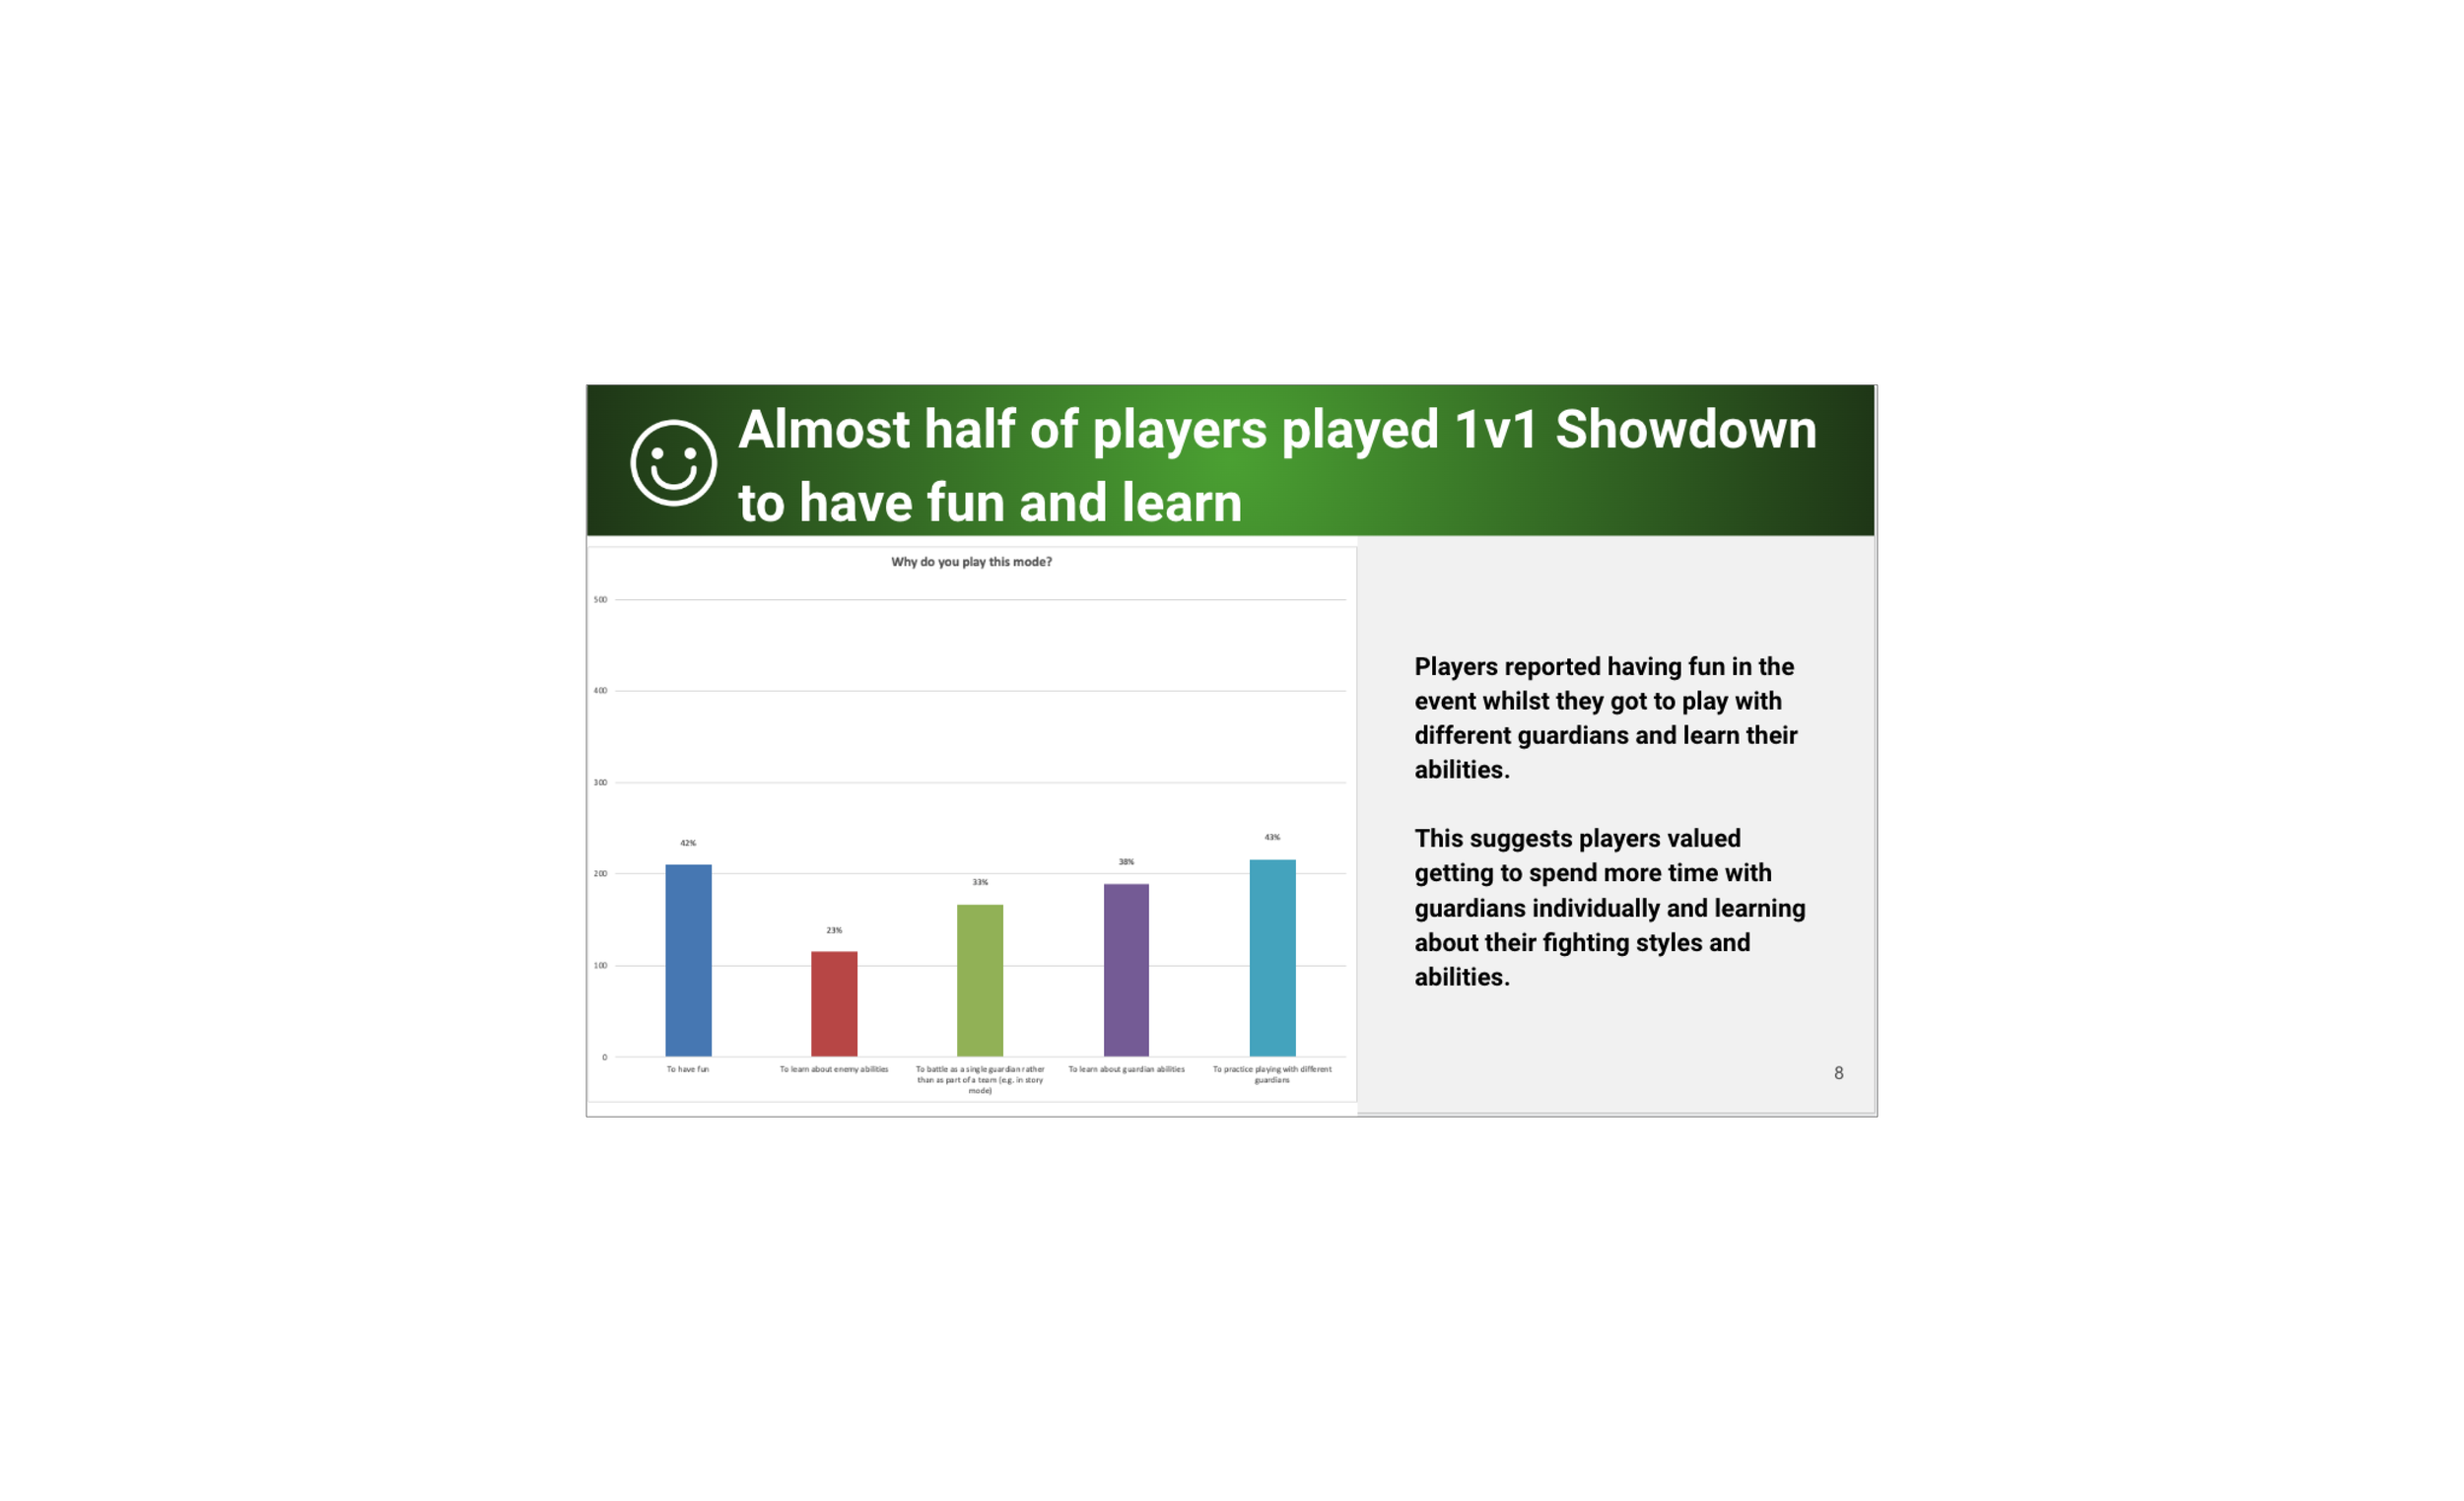 Almost half of players played 1v1 Showdown
to have fun and learn
Why do you play this mode?
500
400
300
200
100
0
42%
23%
33%
38%
43%
To have fun
To learn about enemy abilities
To battle as a single guardian rather
than as part of a team (e.g. in story
mode)
To learn about guardian abilities
To practice playing with different
guardians
Players reported having fun in the
event whilst they got to play with
different guardians and learn their
abilities.
This suggests players valued
getting to spend more time with
guardians individually and learning
about their fighting styles and
abilities.
8